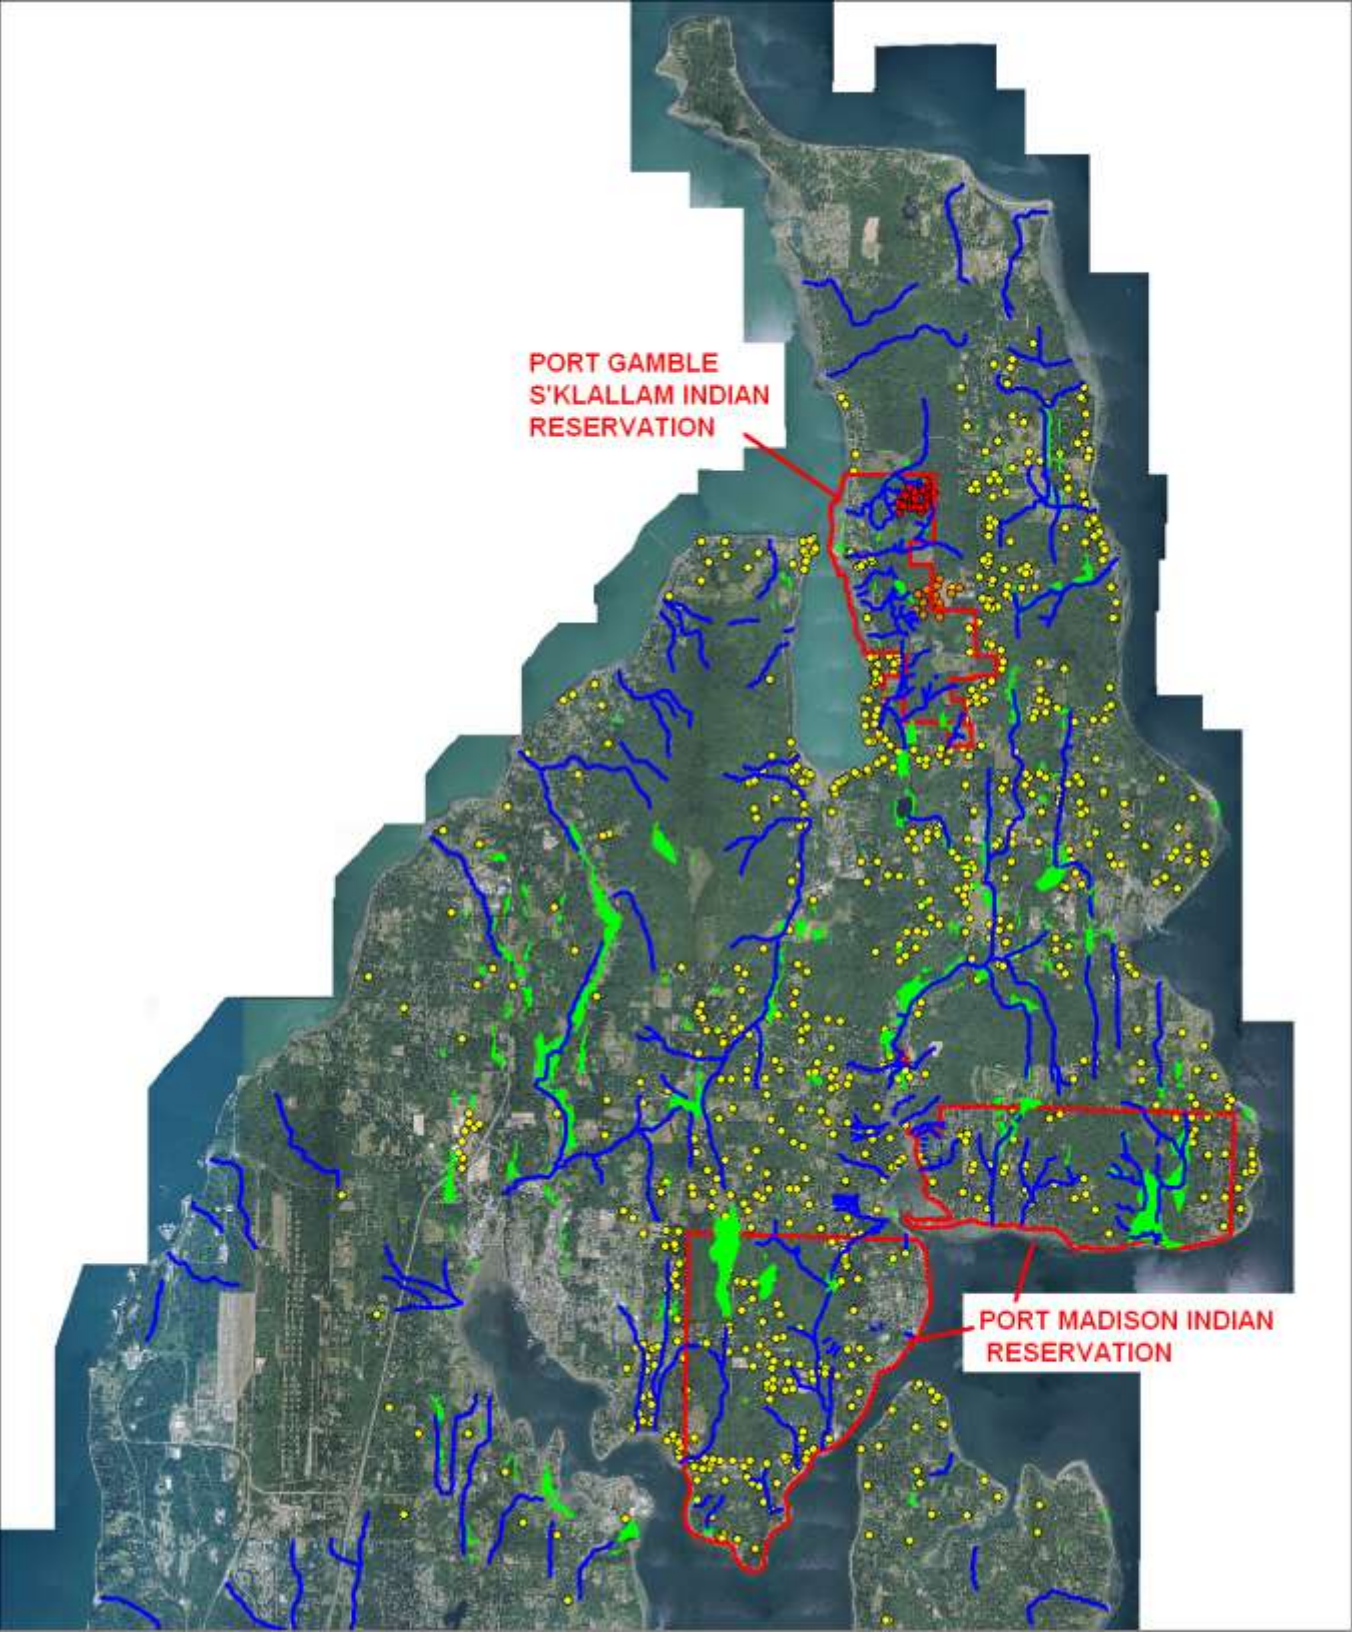 PORT GAMBLE
S'KLALLAM INDIAN
RESERVATION
PORT MADISON INDIAN
RESERVATION